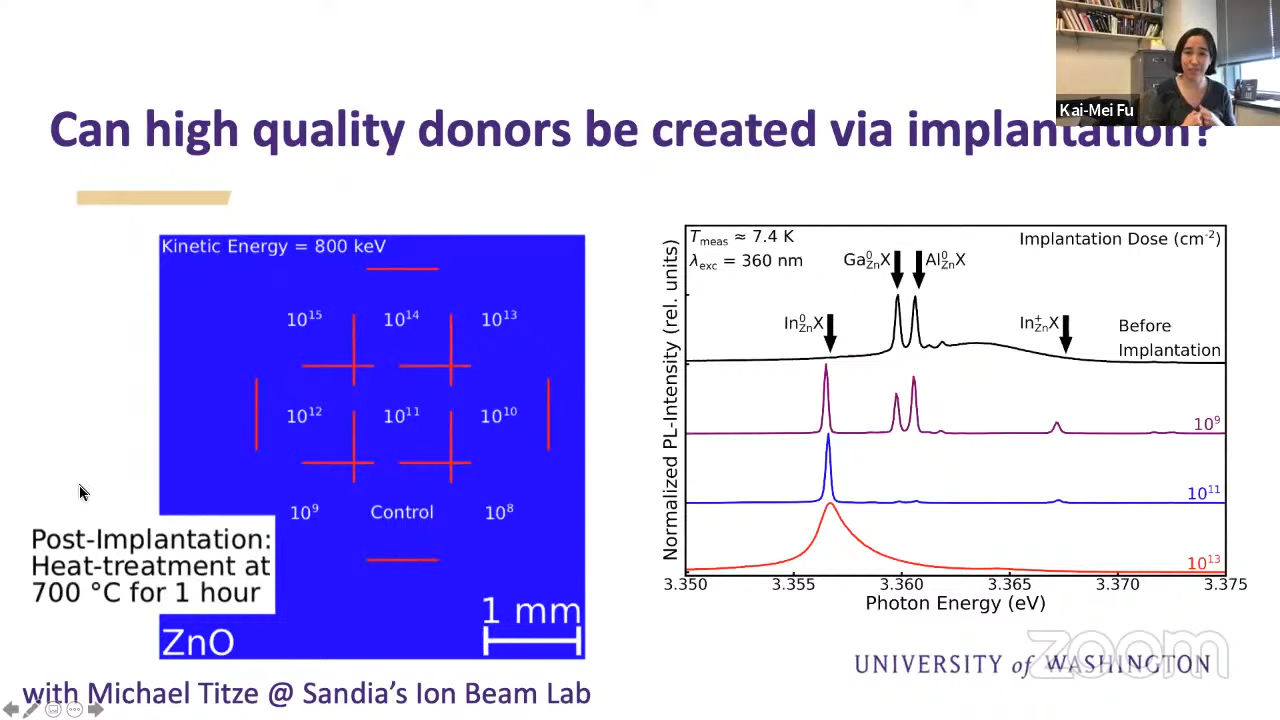 Kai-Mei Fu
Can high quality donors be created via implantation?
Kinetic Energy = 800 keV
10¹⁵ 10¹⁴ 10¹³
10¹² 10¹¹ 10¹⁰
10⁹ Control 10⁸
Post-Implantation:
Heat-treatment at
700 °C for 1 hour
1 mm
ZnO
with Michael Titze @ Sandia's Ion Beam Lab
Normalized PL-Intensity (rel. units)
T_meas ≈ 7.4 K
λ_exc = 360 nm
Implantation Dose (cm⁻²)
Ga⁰_ZnX Al⁰_ZnX
In⁰_ZnX In⁺_ZnX
Before
Implantation
10⁹
10¹¹
10¹³
3.350 3.355 3.360 3.365 3.370 3.375
Photon Energy (eV)
zoom
UNIVERSITY of WASHINGTON